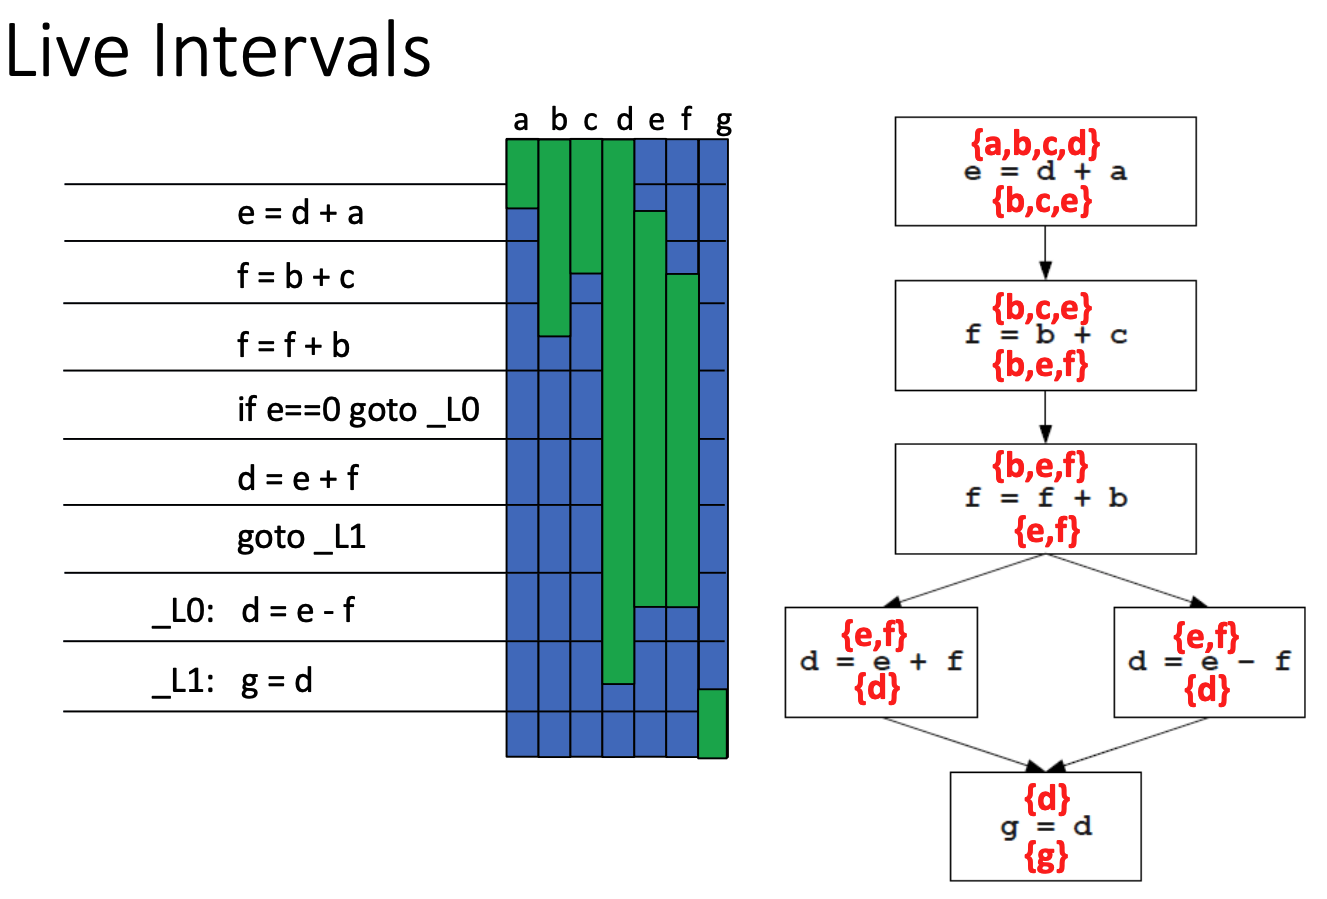 Live Intervals
a b c d e f g
e = d + a
f = b + c
f = f + b
if e==0 goto _L0
d = e + f
goto _L1
_L0: d = e - f
_L1: g = d
{a,b,c,d}
e = d + a
{b,c,e}
{b,c,e}
f = b + c
{b,e,f}
{b,e,f}
f = f + b
{e,f}
{e,f}
d = e + f
{d}
{e,f}
d = e - f
{d}
{d}
g = d
{g}